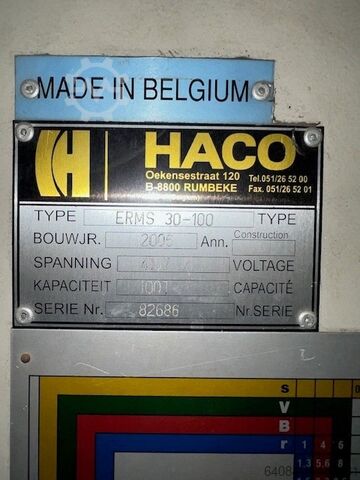 MADE IN BELGIUM
HACO
Oekensestraat 120 Tel.051/26 52 00
B-8800 RUMBEKE Fax. 051/26 52 01
(Belgium)
TYPE ERMS 30-100 TYPE
BOUWJR. 2005 Ann. Construction
SPANNING VOLTAGE
KAPACITEIT 100T CAPACITÉ
SERIE Nr. 82686 Nr.SERIE
s
V
B
r 1 4 6
1,3 5,6 8
6408